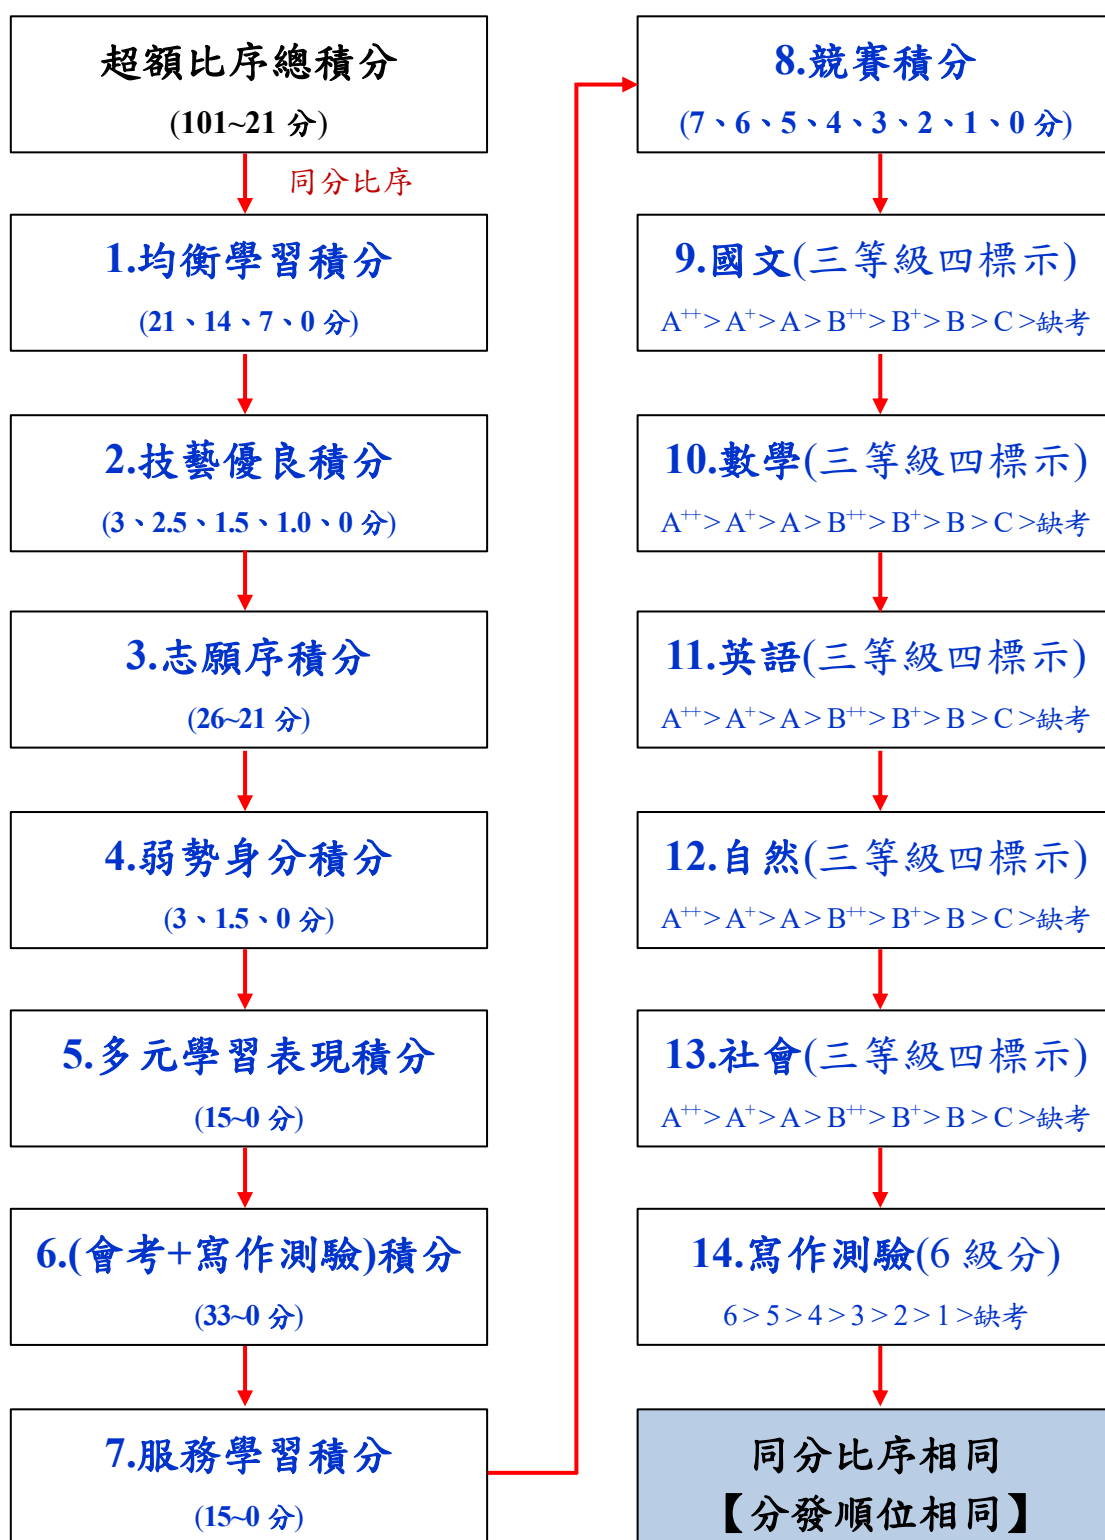 超額比序總積分
(101~21 分)
同分比序
1.均衡學習積分
(21、14、7、0 分)
2.技藝優良積分
(3、2.5、1.5、1.0、0 分)
3.志願序積分
(26~21 分)
4.弱勢身分積分
(3、1.5、0 分)
5.多元學習表現積分
(15~0 分)
6.(會考+寫作測驗)積分
(33~0 分)
7.服務學習積分
(15~0 分)
8.競賽積分
(7、6、5、4、3、2、1、0 分)
9.國文(三等級四標示)
A⁺⁺>A⁺>A>B⁺⁺>B⁺>B>C>缺考
10.數學(三等級四標示)
A⁺⁺>A⁺>A>B⁺⁺>B⁺>B>C>缺考
11.英語(三等級四標示)
A⁺⁺>A⁺>A>B⁺⁺>B⁺>B>C>缺考
12.自然(三等級四標示)
A⁺⁺>A⁺>A>B⁺⁺>B⁺>B>C>缺考
13.社會(三等級四標示)
A⁺⁺>A⁺>A>B⁺⁺>B⁺>B>C>缺考
14.寫作測驗(6 級分)
6>5>4>3>2>1>缺考
同分比序相同
【分發順位相同】